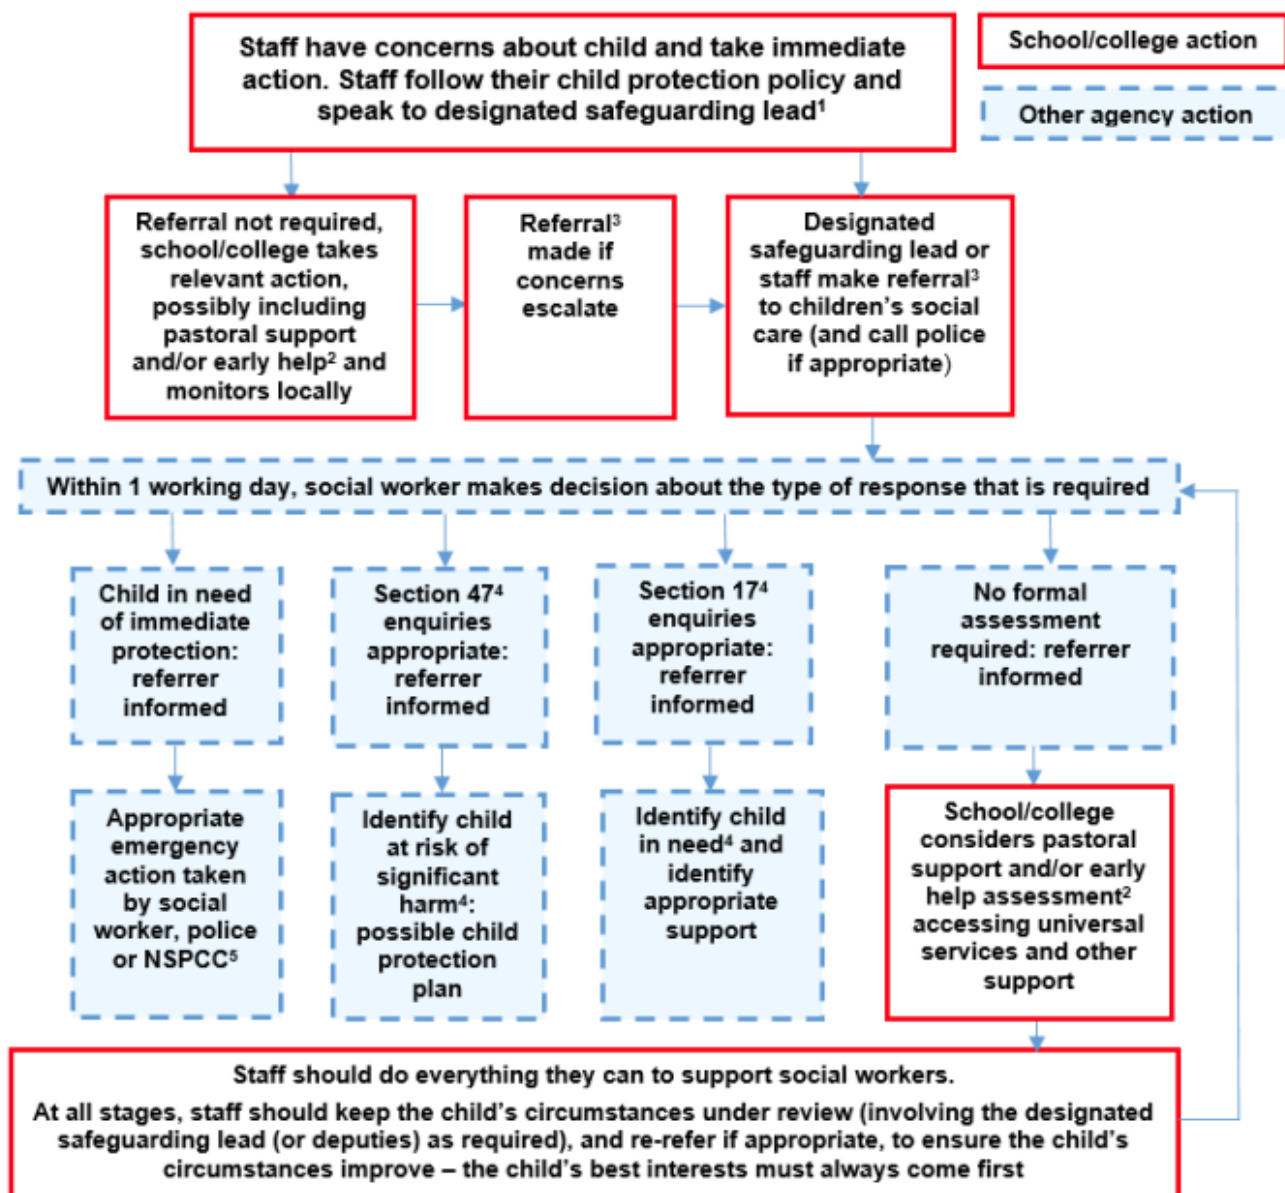 Staff have concerns about child and take immediate
action. Staff follow their child protection policy and
speak to designated safeguarding lead¹
School/college action
Other agency action
Referral not required,
school/college takes
relevant action,
possibly including
pastoral support
and/or early help² and
monitors locally
Referral³
made if
concerns
escalate
Designated
safeguarding lead or
staff make referral³
to children's social
care (and call police
if appropriate)
Within 1 working day, social worker makes decision about the type of response that is required
Child in need
of immediate
protection:
referrer
informed
Section 47⁴
enquiries
appropriate:
referrer
informed
Section 17⁴
enquiries
appropriate:
referrer
informed
No formal
assessment
required: referrer
informed
Appropriate
emergency
action taken
by social
worker, police
or NSPCC⁵
Identify child
at risk of
significant
harm⁴:
possible child
protection
plan
Identify child
in need⁴ and
identify
appropriate
support
School/college
considers pastoral
support and/or early
help assessment²
accessing universal
services and other
support
Staff should do everything they can to support social workers.
At all stages, staff should keep the child's circumstances under review (involving the designated
safeguarding lead (or deputies) as required), and re-refer if appropriate, to ensure the child's
circumstances improve – the child's best interests must always come first